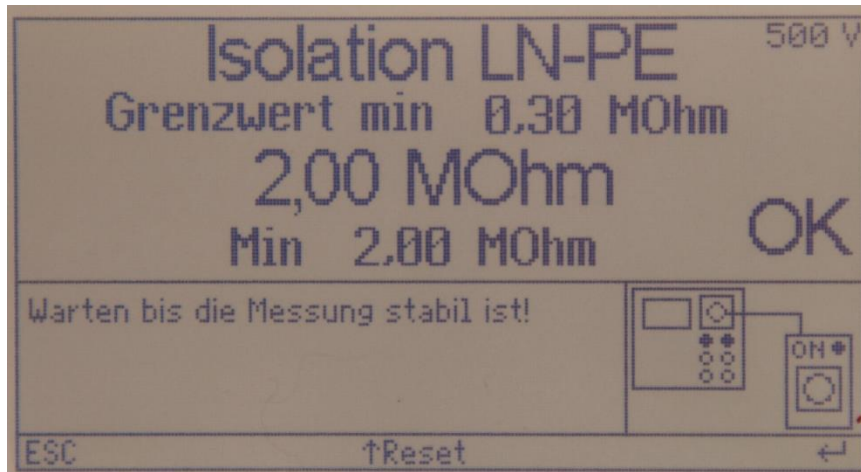 Isolation LN-PE 500 V
Grenzwert min 0,30 MOhm
2,00 MOhm
OK
Min 2,00 MOhm
Warten bis die Messung stabil ist!
ON
ESC ↑Reset ↵